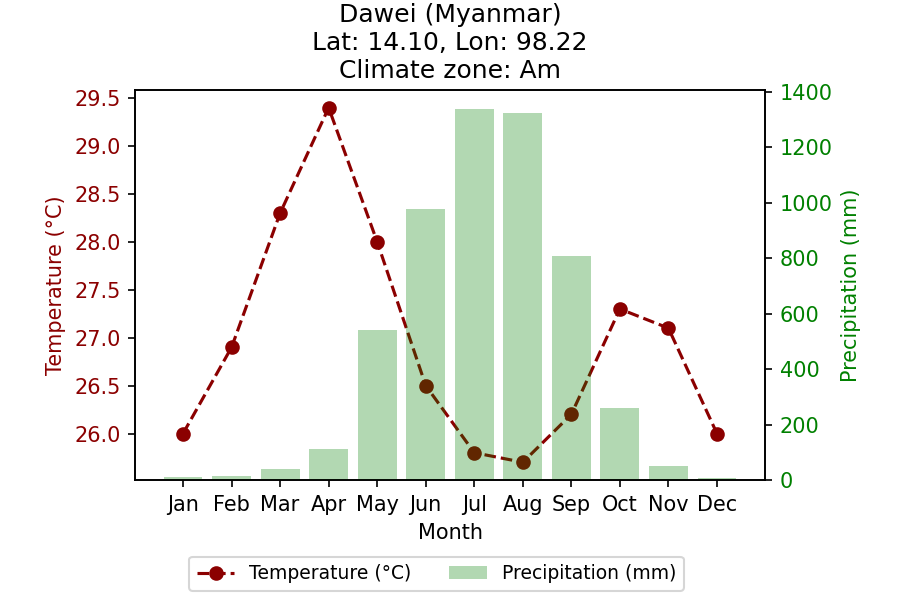 Dawei (Myanmar)
Lat: 14.10, Lon: 98.22
Climate zone: Am
29.5
29.0
28.5
28.0
27.5
27.0
26.5
26.0
Temperature (°C)
1400
1200
1000
800
600
400
200
0
Precipitation (mm)
Jan Feb Mar Apr May Jun Jul Aug Sep Oct Nov Dec
Month
Temperature (°C) Precipitation (mm)